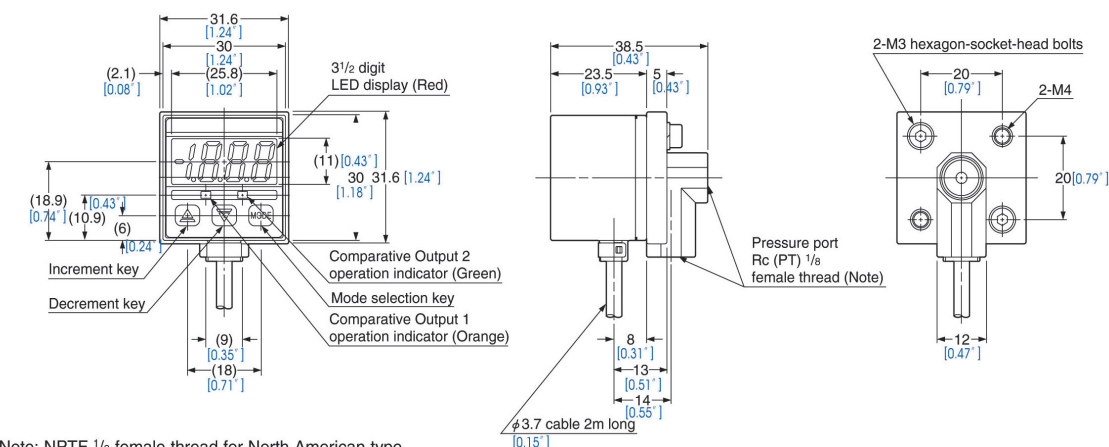 31.6
[1.24″]
30
[1.24″]
(2.1)
[0.08″]
(25.8)
[1.02″]
3 1/2 digit
LED display (Red)
(11) [0.43″]
30 31.6 [1.24″]
[1.18″]
(18.9)
[0.74″]
[0.43″]
(10.9)
(6)
[0.24″]
MODE
Increment key
Decrement key
Comparative Output 2
operation indicator (Green)
Mode selection key
Comparative Output 1
operation indicator (Orange)
(9)
[0.35″]
(18)
[0.71″]
38.5
[0.43″]
23.5
[0.93″]
5
[0.43″]
Pressure port
Rc (PT) 1/8
female thread (Note)
8
[0.31″]
13
[0.51″]
14
[0.55″]
φ3.7 cable 2m long
[0.15″]
2-M3 hexagon-socket-head bolts
20
[0.79″]
2-M4
20 [0.79″]
12
[0.47″]
Note: NPTF 1/8 female thread for North American type